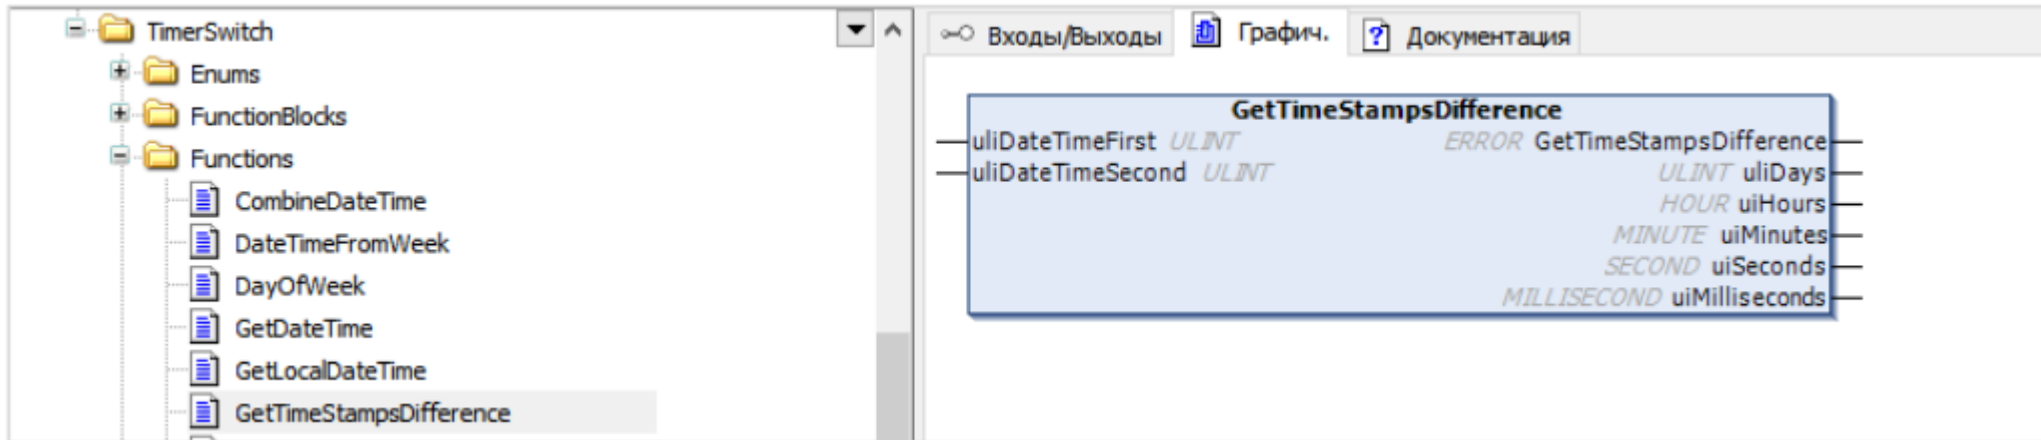 TimerSwitch
Enums
FunctionBlocks
Functions
CombineDateTime
DateTimeFromWeek
DayOfWeek
GetDateTime
GetLocalDateTime
GetTimeStampsDifference
Входы/Выходы Графич. Документация
GetTimeStampsDifference
uliDateTimeFirst ULINT ERROR GetTimeStampsDifference
uliDateTimeSecond ULINT ULINT uliDays
HOUR uiHours
MINUTE uiMinutes
SECOND uiSeconds
MILLISECOND uiMilliseconds